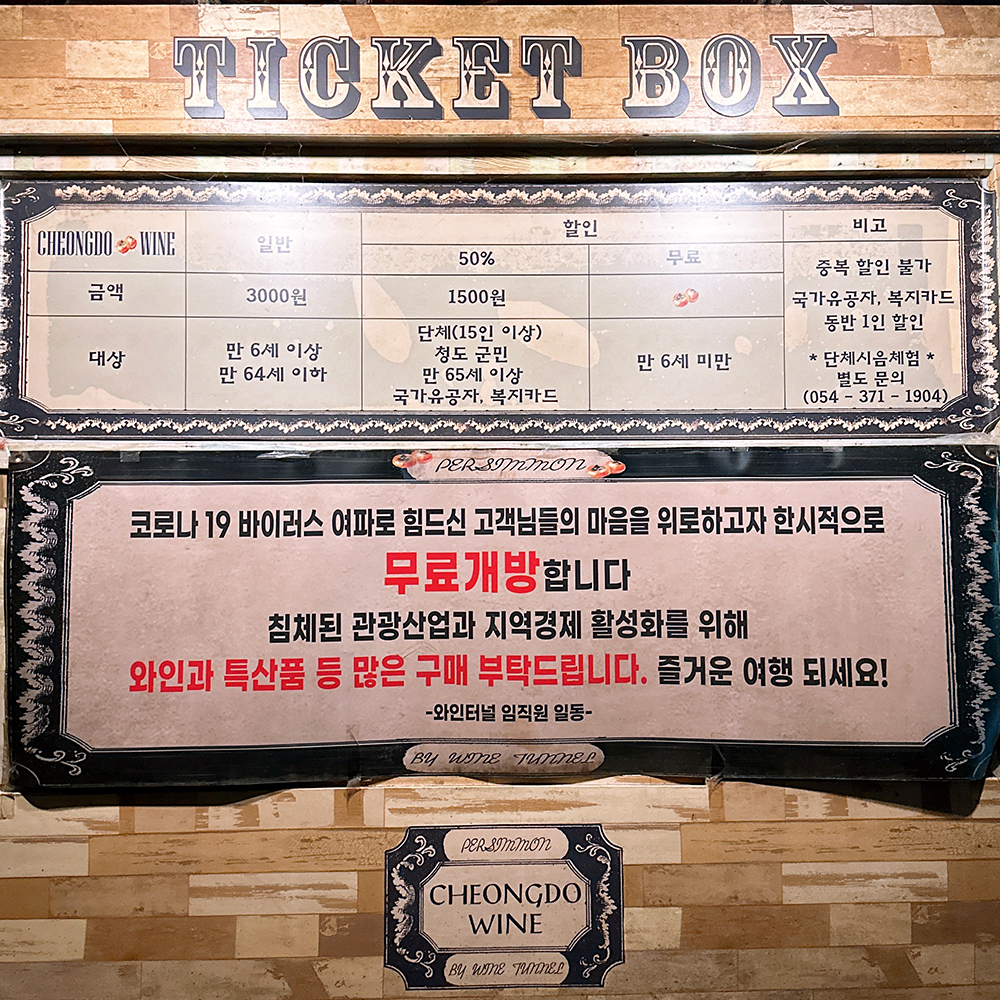 TICKET BOX
CHEONGDO WINE
일반
할인
비고
50%
무료
중복 할인 불가
금액
3000원
1500원
국가유공자, 복지카드
동반 1인 할인
대상
만 6세 이상
만 64세 이하
단체(15인 이상)
청도 군민
만 65세 이상
국가유공자, 복지카드
만 6세 미만
* 단체시음체험 *
별도 문의
(054 - 371 - 1904)
PERSIMMON
코로나 19 바이러스 여파로 힘드신 고객님들의 마음을 위로하고자 한시적으로
무료개방합니다
침체된 관광산업과 지역경제 활성화를 위해
와인과 특산품 등 많은 구매 부탁드립니다. 즐거운 여행 되세요!
-와인터널 임직원 일동-
BY WINE TUNNEL
PERSIMMON
CHEONGDO
WINE
BY WINE TUNNEL